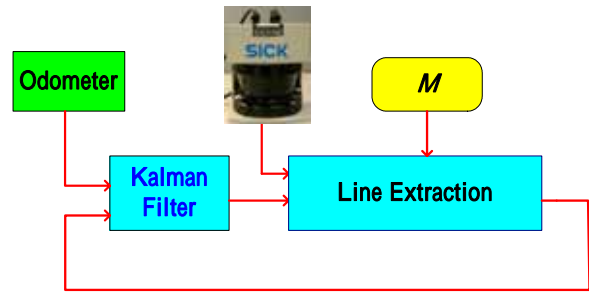 Odometer
SICK
M
Kalman
Filter
Line Extraction